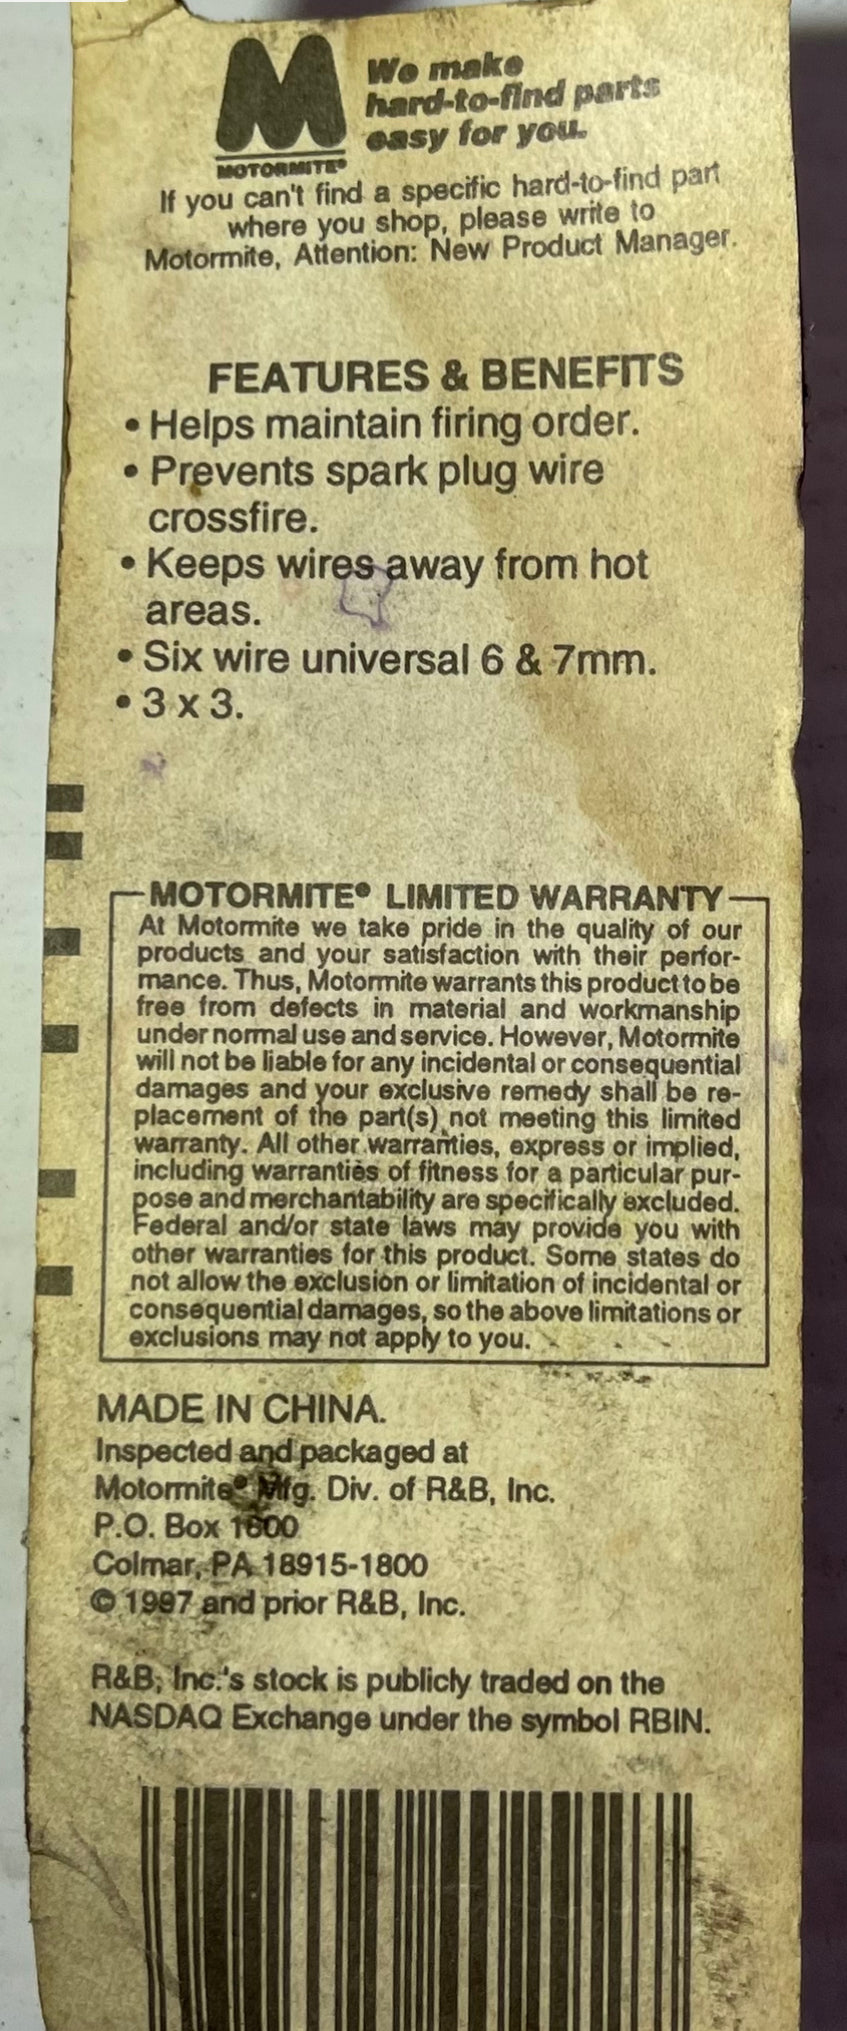 We make
hard-to-find parts
easy for you.
MOTORMITE®
If you can't find a specific hard-to-find part
where you shop, please write to
Motormite, Attention: New Product Manager.
FEATURES & BENEFITS
• Helps maintain firing order.
• Prevents spark plug wire
crossfire.
• Keeps wires away from hot
areas.
• Six wire universal 6 & 7mm.
• 3 x 3.
MOTORMITE® LIMITED WARRANTY
At Motormite we take pride in the quality of our
products and your satisfaction with their perfor-
mance. Thus, Motormite warrants this product to be
free from defects in material and workmanship
under normal use and service. However, Motormite
will not be liable for any incidental or consequential
damages and your exclusive remedy shall be re-
placement of the part(s) not meeting this limited
warranty. All other warranties, express or implied,
including warranties of fitness for a particular pur-
pose and merchantability are specifically excluded.
Federal and/or state laws may provide you with
other warranties for this product. Some states do
not allow the exclusion or limitation of incidental or
consequential damages, so the above limitations or
exclusions may not apply to you.
MADE IN CHINA.
Inspected and packaged at
Motormite® Mfg. Div. of R&B, Inc.
P.O. Box 1800
Colmar, PA 18915-1800
© 1997 and prior R&B, Inc.
R&B, Inc.'s stock is publicly traded on the
NASDAQ Exchange under the symbol RBIN.